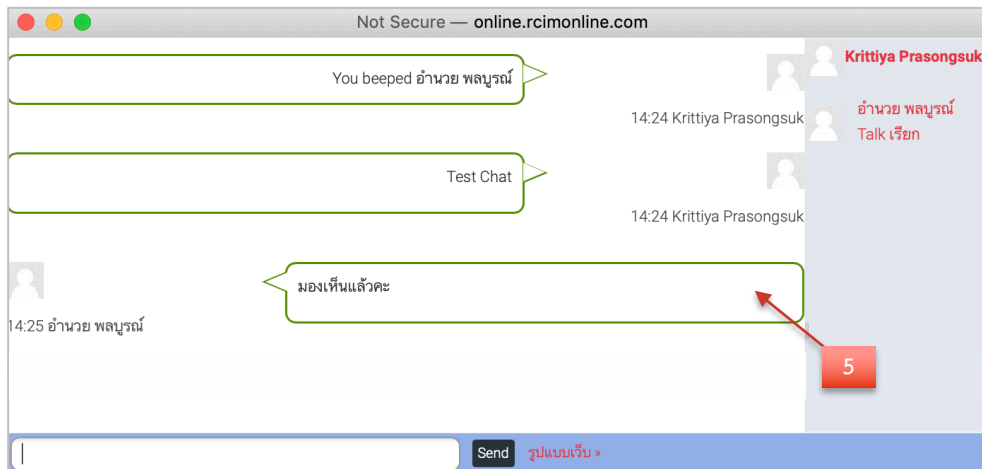 Not Secure — online.rcimonline.com
You beeped อำนวย พลบูรณ์
14:24 Krittiya Prasongsuk
Test Chat
14:24 Krittiya Prasongsuk
มองเห็นแล้วคะ
14:25 อำนวย พลบูรณ์
Krittiya Prasongsuk
อำนวย พลบูรณ์
Talk เรียก
5
Send รูปแบบเว็บ »